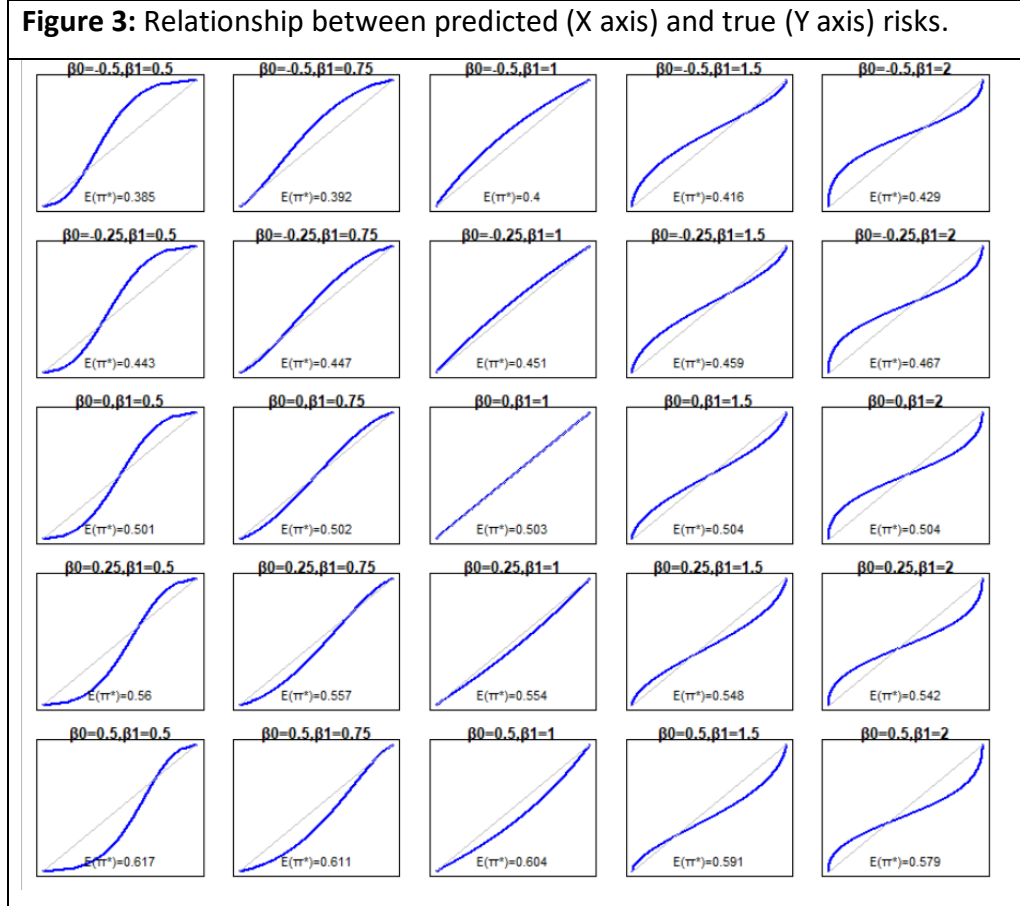 Figure 3: Relationship between predicted (X axis) and true (Y axis) risks.
β0=-0.5,β1=0.5 β0=-0.5,β1=0.75 β0=-0.5,β1=1 β0=-0.5,β1=1.5 β0=-0.5,β1=2
E(π*)=0.385 E(π*)=0.392 E(π*)=0.4 E(π*)=0.416 E(π*)=0.429
β0=-0.25,β1=0.5 β0=-0.25,β1=0.75 β0=-0.25,β1=1 β0=-0.25,β1=1.5 β0=-0.25,β1=2
E(π*)=0.443 E(π*)=0.447 E(π*)=0.451 E(π*)=0.459 E(π*)=0.467
β0=0,β1=0.5 β0=0,β1=0.75 β0=0,β1=1 β0=0,β1=1.5 β0=0,β1=2
E(π*)=0.501 E(π*)=0.502 E(π*)=0.503 E(π*)=0.504 E(π*)=0.504
β0=0.25,β1=0.5 β0=0.25,β1=0.75 β0=0.25,β1=1 β0=0.25,β1=1.5 β0=0.25,β1=2
E(π*)=0.56 E(π*)=0.557 E(π*)=0.554 E(π*)=0.548 E(π*)=0.542
β0=0.5,β1=0.5 β0=0.5,β1=0.75 β0=0.5,β1=1 β0=0.5,β1=1.5 β0=0.5,β1=2
E(π*)=0.617 E(π*)=0.611 E(π*)=0.604 E(π*)=0.591 E(π*)=0.579